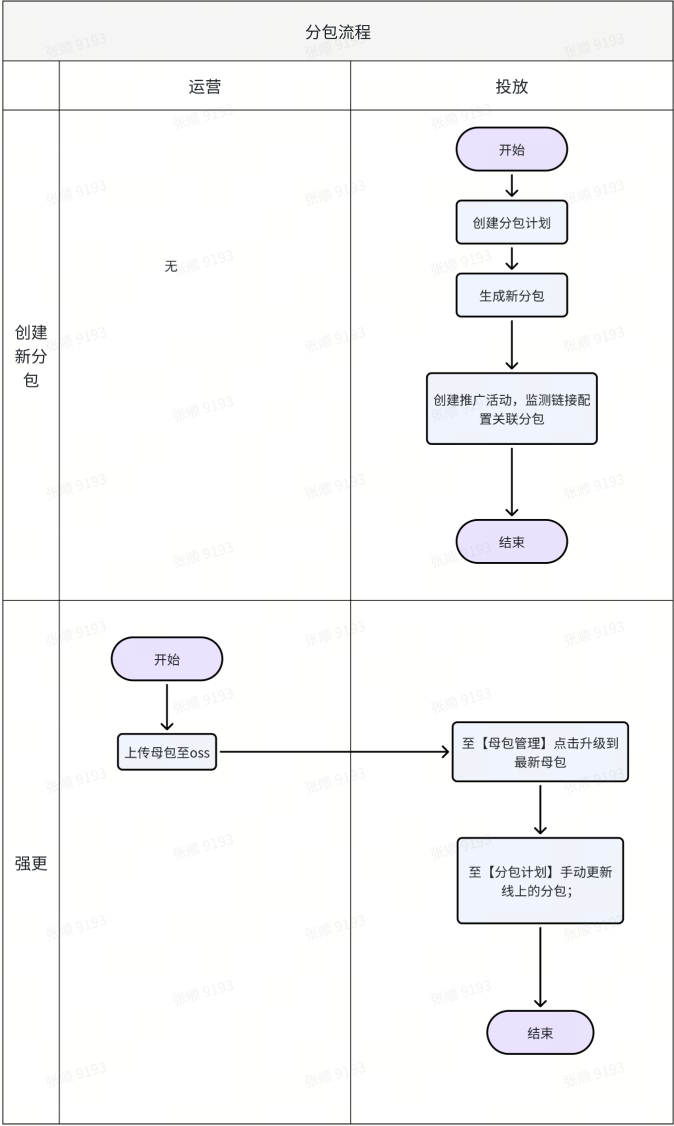 分包流程
运营
投放
创建
新分
包
无
开始
创建分包计划
生成新分包
创建推广活动，监测链接配
置关联分包
结束
强更
开始
上传母包至oss
至【母包管理】点击升级到
最新母包
至【分包计划】手动更新
线上的分包；
结束
张顺 9193